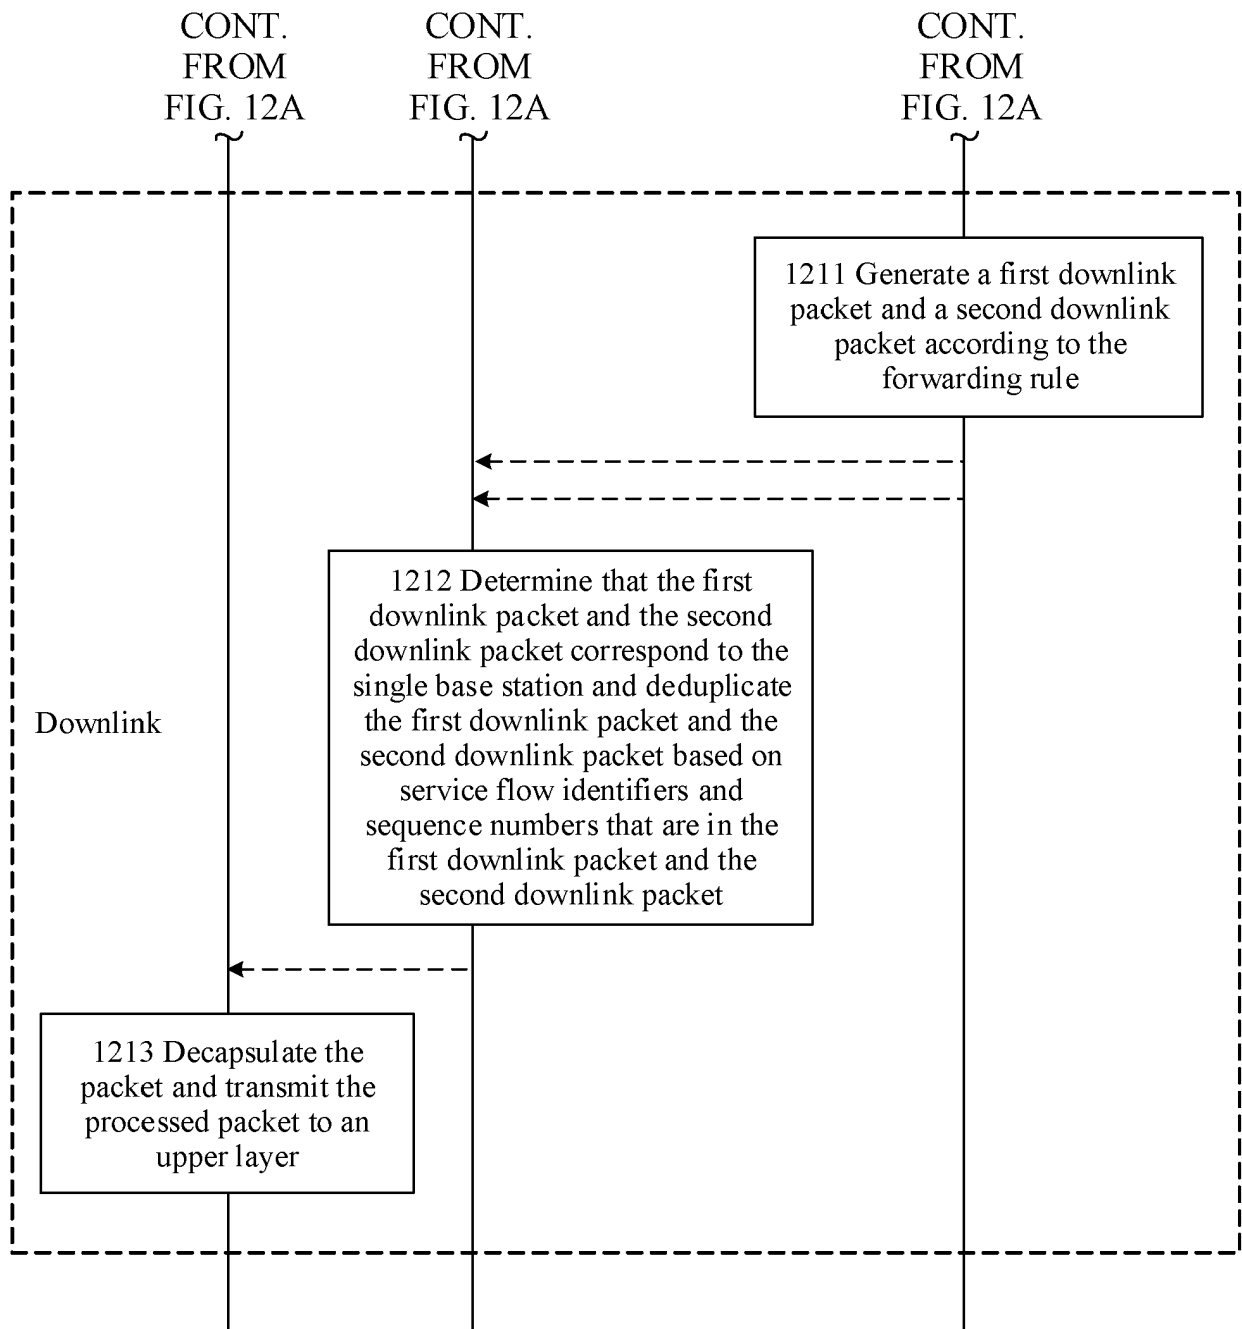 CONT.
FROM
FIG. 12A
CONT.
FROM
FIG. 12A
CONT.
FROM
FIG. 12A
1211 Generate a first downlink
packet and a second downlink
packet according to the
forwarding rule
1212 Determine that the first
downlink packet and the second
downlink packet correspond to the
single base station and deduplicate
the first downlink packet and the
second downlink packet based on
service flow identifiers and
sequence numbers that are in the
first downlink packet and the
second downlink packet
Downlink
1213 Decapsulate the
packet and transmit the
processed packet to an
upper layer